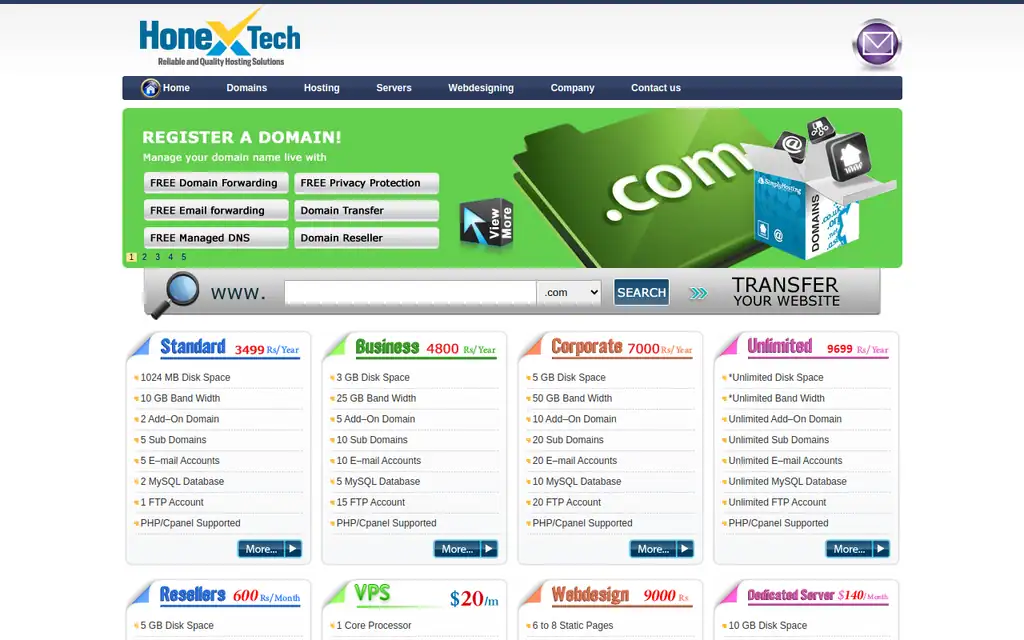 HoneXTech
Reliable and Quality Hosting Solutions
Home Domains Hosting Servers Webdesigning Company Contact us
REGISTER A DOMAIN!
Manage your domain name live with
FREE Domain Forwarding FREE Privacy Protection
FREE Email forwarding Domain Transfer
FREE Managed DNS Domain Reseller
View More
.com
SimplyHosting
DOMAINS
@
@
1 2 3 4 5
www. .com SEARCH TRANSFER
YOUR WEBSITE
Standard 3499 Rs/Year
1024 MB Disk Space
10 GB Band Width
2 Add–On Domain
5 Sub Domains
5 E–mail Accounts
2 MySQL Database
1 FTP Account
PHP/Cpanel Supported
More...
Business 4800 Rs/Year
3 GB Disk Space
25 GB Band Width
5 Add–On Domain
10 Sub Domains
10 E–mail Accounts
5 MySQL Database
15 FTP Account
PHP/Cpanel Supported
More...
Corporate 7000 Rs/Year
5 GB Disk Space
50 GB Band Width
10 Add–On Domain
20 Sub Domains
20 E–mail Accounts
10 MySQL Database
20 FTP Account
PHP/Cpanel Supported
More...
Unlimited 9699 Rs/Year
*Unlimited Disk Space
*Unlimited Band Width
Unlimited Add–On Domain
Unlimited Sub Domains
Unlimited E–mail Accounts
Unlimited MySQL Database
Unlimited FTP Account
PHP/Cpanel Supported
More...
Resellers 600 Rs/Month
5 GB Disk Space
VPS $20/m
1 Core Processor
Webdesign 9000 Rs
6 to 8 Static Pages
Dedicated Server $140/Month
10 GB Disk Space